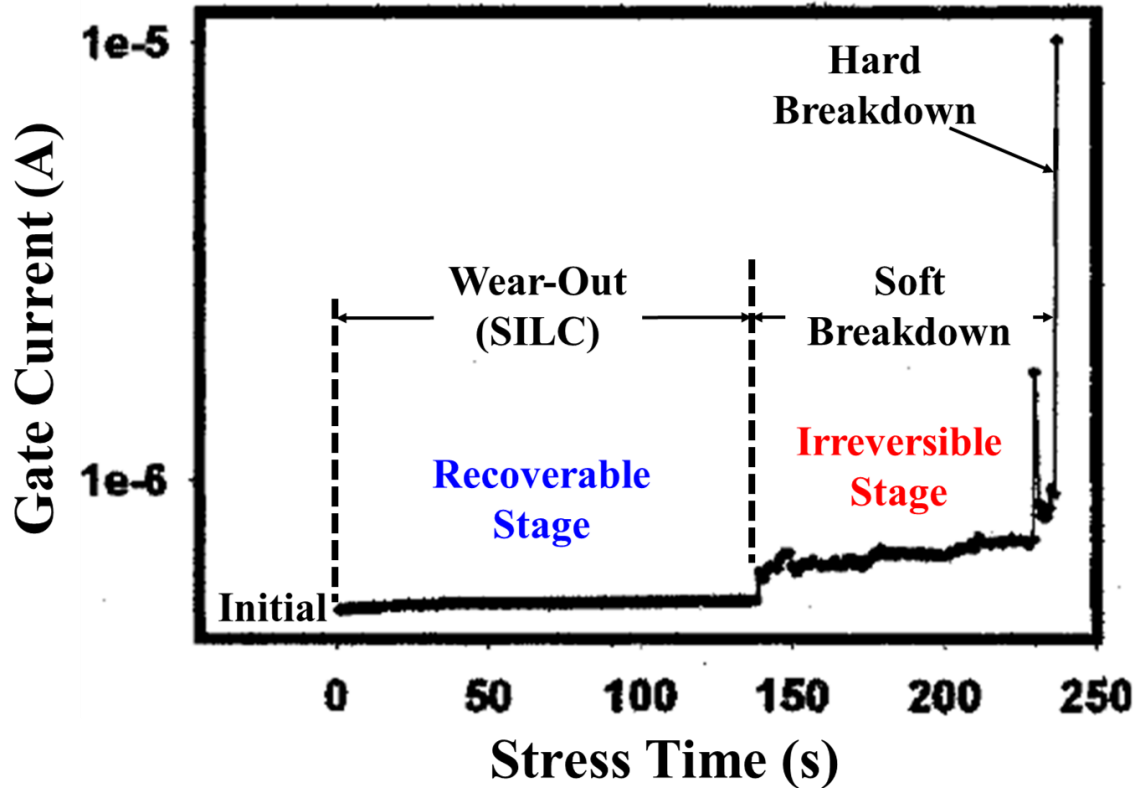 1e-5
Hard
Breakdown
Gate Current (A)
Wear-Out
(SILC)
Soft
Breakdown
1e-6
Recoverable
Stage
Irreversible
Stage
Initial
0 50 100 150 200 250
Stress Time (s)